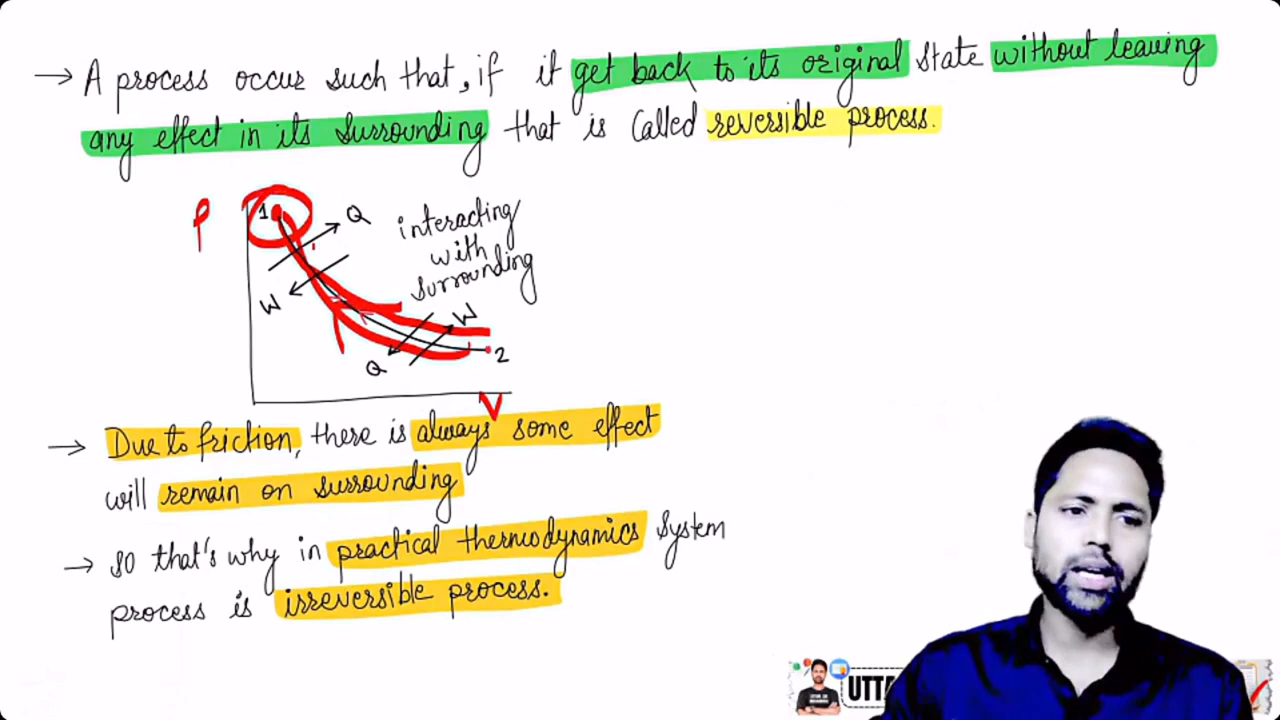 → A process occur such that, if it get back to its original state without leaving
any effect in its surrounding that is called reversible process.
P
1
Q
interacting
with
surrounding
W
W
Q
2
V
→ Due to friction, there is always some effect
will remain on surrounding
→ so that's why in practical thermodynamics system
process is irreversible process.
UTTA